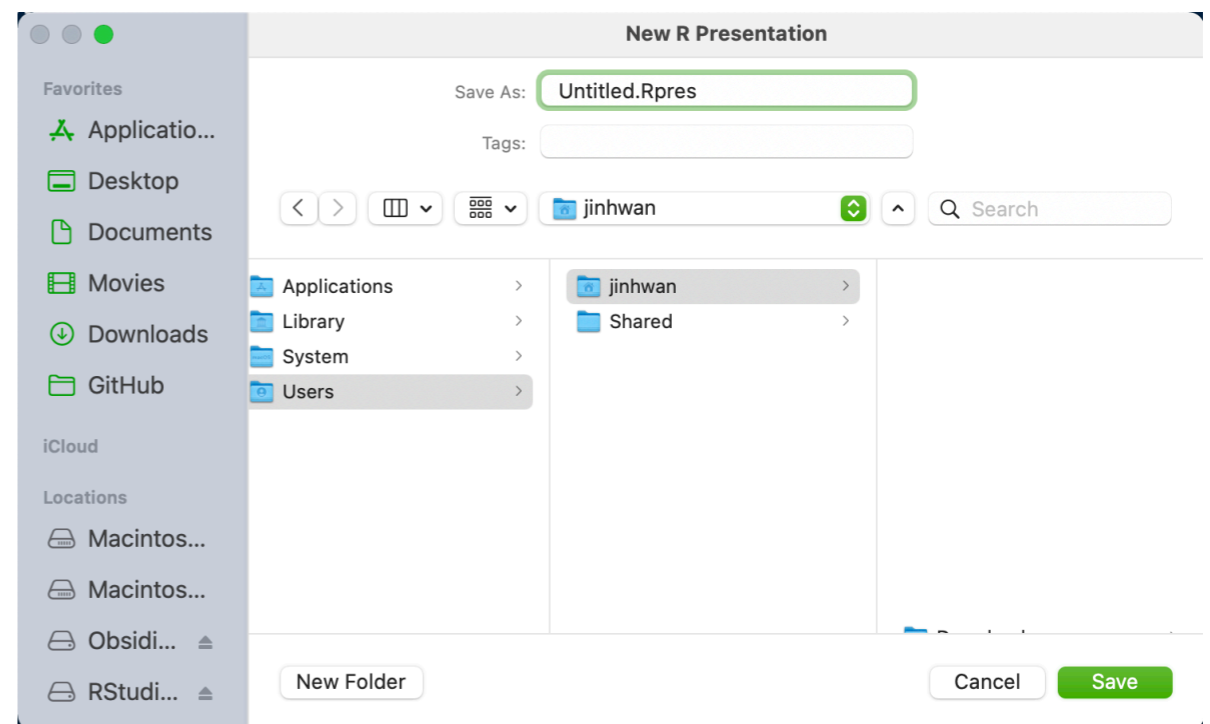 New R Presentation
Favorites
Applicatio...
Desktop
Documents
Movies
Downloads
GitHub
iCloud
Locations
Macintos...
Macintos...
Obsidi...
RStudi...
Save As: Untitled.Rpres
Tags:
jinhwan
Search
Applications
Library
System
Users
jinhwan
Shared
New Folder
Cancel
Save